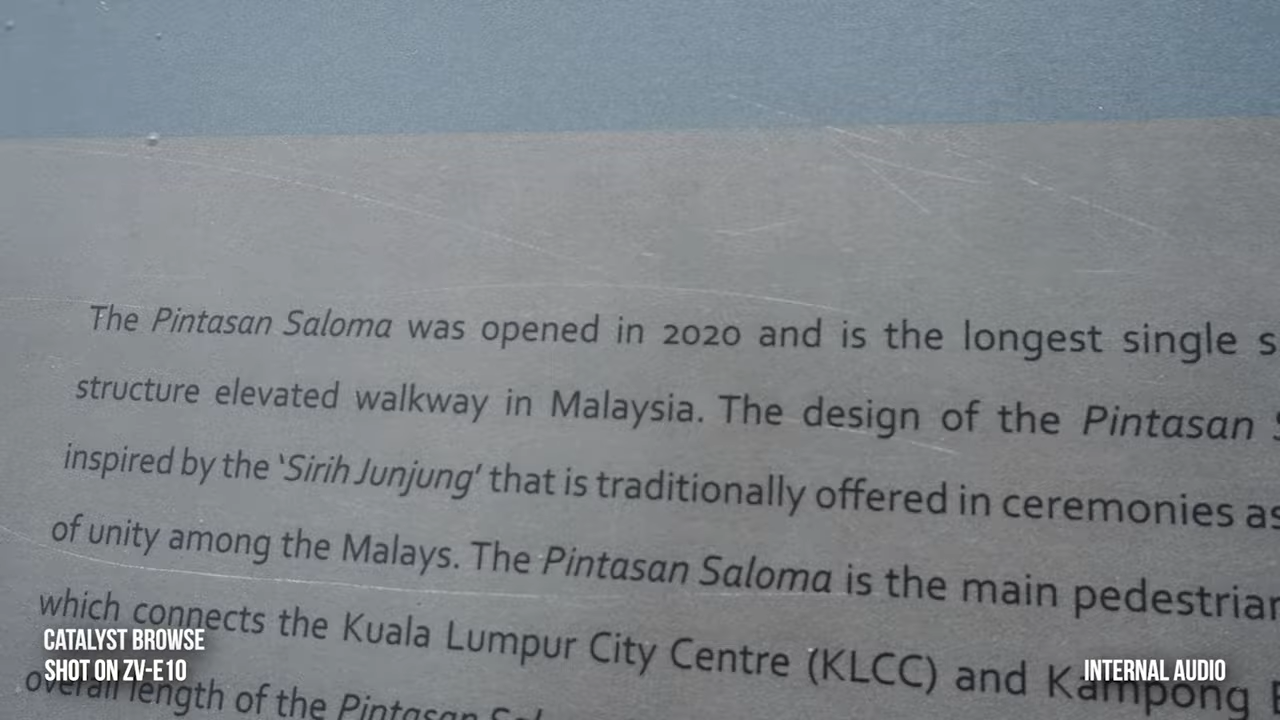 The Pintasan Saloma was opened in 2020 and is the longest single
structure elevated walkway in Malaysia. The design of the Pintasan
inspired by the ‘Sirih Junjung’ that is traditionally offered in ceremonies as
of unity among the Malays. The Pintasan Saloma is the main pedestrian
which connects the Kuala Lumpur City Centre (KLCC) and Kampong
overall length of the Pintasan
CATALYST BROWSE
SHOT ON ZV-E10
INTERNAL AUDIO